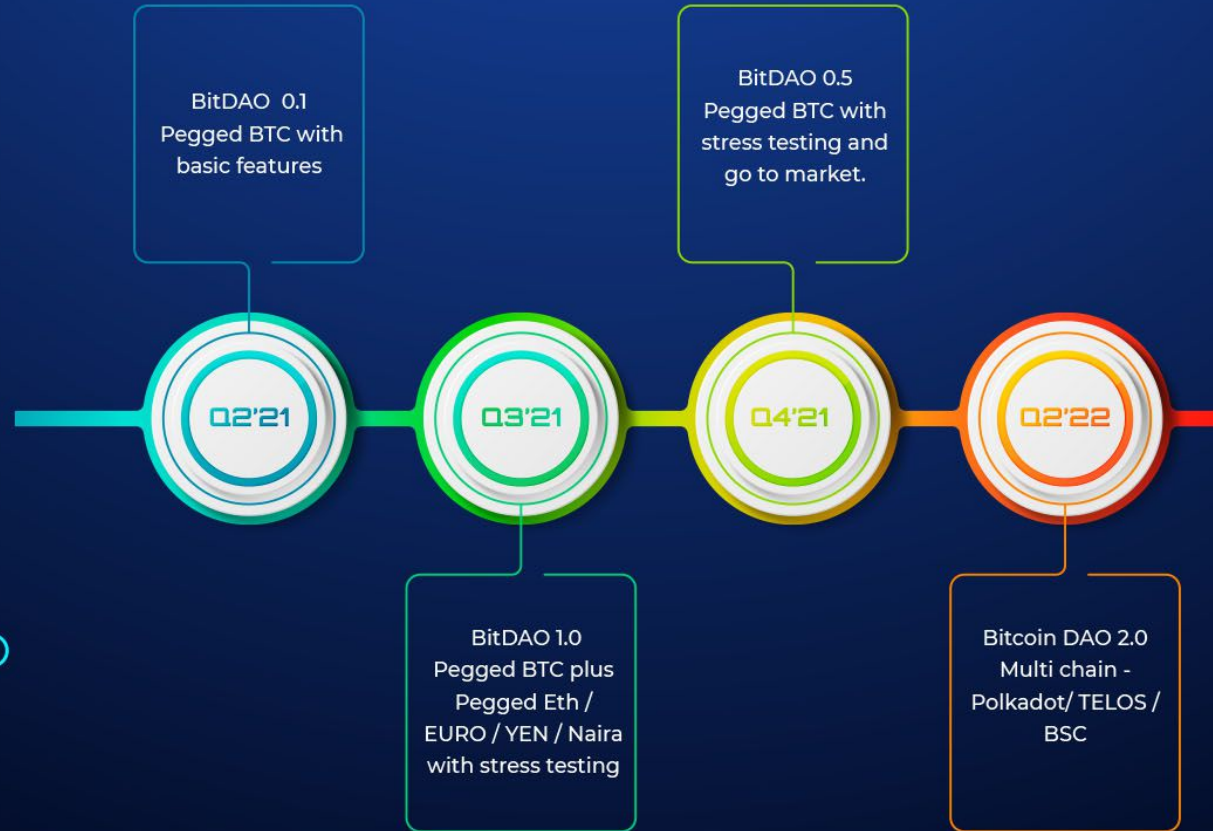 BitDAO 0.1
Pegged BTC with
basic features
BitDAO 0.5
Pegged BTC with
stress testing and
go to market.
Q2'21
Q3'21
Q4'21
Q2'22
BitDAO 1.0
Pegged BTC plus
Pegged Eth /
EURO / YEN / Naira
with stress testing
Bitcoin DAO 2.0
Multi chain -
Polkadot/ TELOS /
BSC